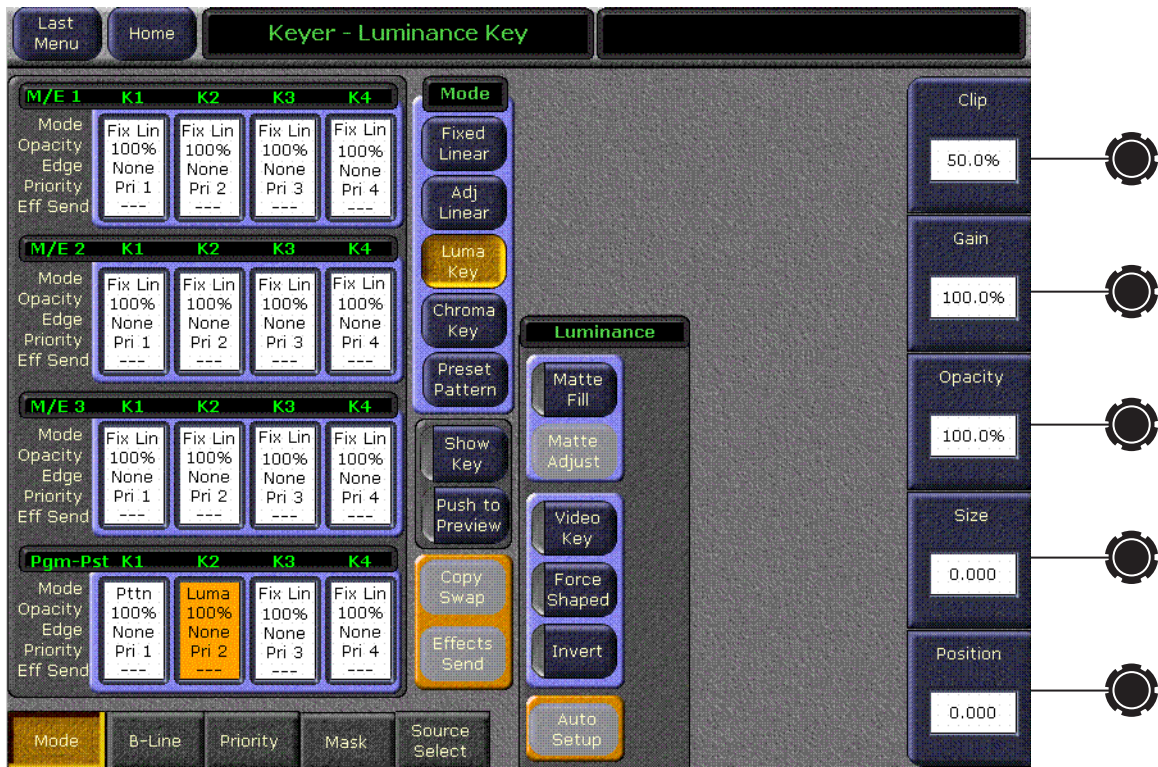 Last Menu
Home
Keyer - Luminance Key
M/E 1 K1 K2 K3 K4
Mode Fix Lin Fix Lin Fix Lin Fix Lin
Opacity 100% 100% 100% 100%
Edge None None None None
Priority Pri 1 Pri 2 Pri 3 Pri 4
Eff Send --- --- --- ---
M/E 2 K1 K2 K3 K4
Mode Fix Lin Fix Lin Fix Lin Fix Lin
Opacity 100% 100% 100% 100%
Edge None None None None
Priority Pri 1 Pri 2 Pri 3 Pri 4
Eff Send --- --- --- ---
M/E 3 K1 K2 K3 K4
Mode Fix Lin Fix Lin Fix Lin Fix Lin
Opacity 100% 100% 100% 100%
Edge None None None None
Priority Pri 1 Pri 2 Pri 3 Pri 4
Eff Send --- --- --- ---
Pgm-Pst K1 K2 K3 K4
Mode Pttn Luma Fix Lin Fix Lin
Opacity 100% 100% 100% 100%
Edge None None None None
Priority Pri 1 Pri 2 Pri 3 Pri 4
Eff Send --- --- --- ---
Mode
Fixed
Linear
Adj
Linear
Luma
Key
Chroma
Key
Preset
Pattern
Show
Key
Push to
Preview
Copy
Swap
Effects
Send
Luminance
Matte
Fill
Matte
Adjust
Video
Key
Force
Shaped
Invert
Auto
Setup
Clip
50.0%
Gain
100.0%
Opacity
100.0%
Size
0.000
Position
0.000
Mode
B-Line
Priority
Mask
Source
Select